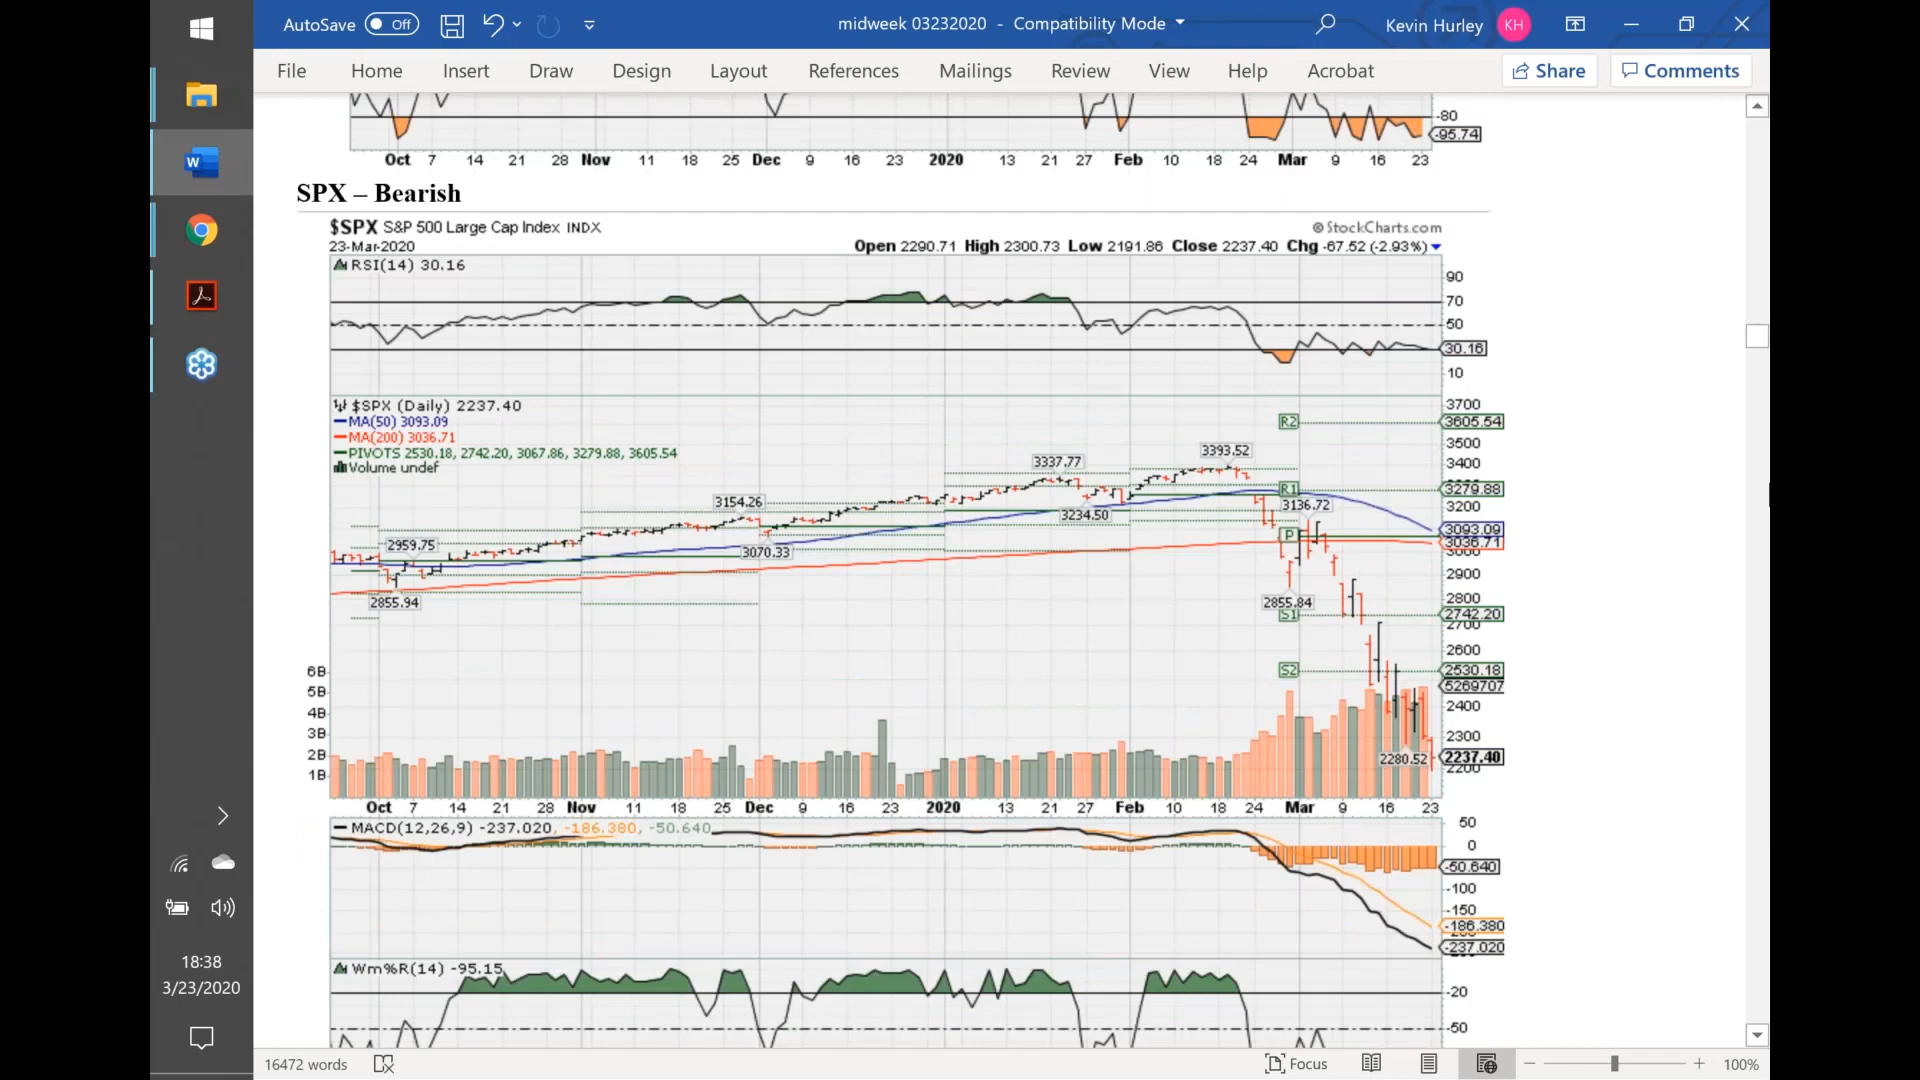 AutoSave Off midweek 03232020 - Compatibility Mode Kevin Hurley KH
File Home Insert Draw Design Layout References Mailings Review View Help Acrobat Share Comments
-80
-95.74
Oct 7 14 21 28 Nov 11 18 25 Dec 9 16 23 2020 13 21 27 Feb 10 18 24 Mar 9 16 23
SPX – Bearish
$SPX S&P 500 Large Cap Index INDX © StockCharts.com
23-Mar-2020 Open 2290.71 High 2300.73 Low 2191.86 Close 2237.40 Chg -67.52 (-2.93%)
RSI(14) 30.16
90
70
50
30.16
10
$SPX (Daily) 2237.40
MA(50) 3093.09
MA(200) 3036.71
PIVOTS 2530.18, 2742.20, 3067.86, 3279.88, 3605.54
Volume undef
3700
R2 3605.54
3500
3393.52
3400
3337.77
R1 3279.88
3154.26
3136.72
3200
3234.50
3093.09
P
3036.71
2959.75
3070.33
3000
2900
2855.94
2855.84
2800
S1 2742.20
2700
2600
S2 2530.18
6B
5B
5269707
4B
2400
3B
2300
2B
2280.52
2237.40
2200
1B
Oct 7 14 21 28 Nov 11 18 25 Dec 9 16 23 2020 13 21 27 Feb 10 18 24 Mar 9 16 23
MACD(12,26,9) -237.020, -186.380, -50.640
50
0
-50.640
-100
-150
-186.380
-237.020
Wm%R(14) -95.15
-20
-50
18:38
3/23/2020
16472 words Focus 100%